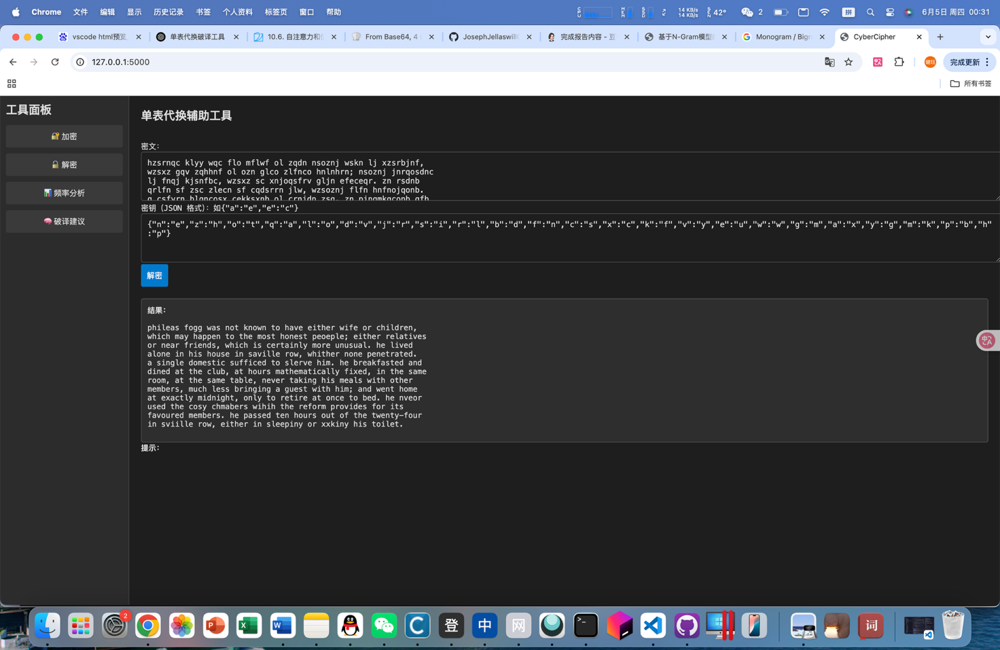 Chrome 文件 编辑 显示 历史记录 书签 个人资料 标签页 窗口 帮助 14 KB/s 14 KB/s 42° 2 拼 6月5日 周四 00:31
vscode html预览 单表代换破译工具 10.6. 自注意力和 From Base64, 4 JosephJellaswill 完成报告内容 - 豆 基于N-Gram模型 Monogram / Bigr CyberCipher
127.0.0.1:5000 完成更新
所有书签
工具面板
加密
解密
频率分析
破译建议
单表代换辅助工具
密文:
hzsrnqc klyy wqc flo mflwf ol zqdn nsoznj wskn lj xzsrbjnf,
wzsxz gqv zqhhnf ol ozn glco zlfnco hnlnhrn; nsoznj jnrqosdnc
lj fnqj kjsnfbc, wzsxz sc xnjoqsfrv gljn efeceqr. zn rsdnb
qrlfn sf zsc zlecn sf cqdsrrn jlw, wzsoznj flfn hnfnojqonb.
q csfyrn blgncosx cekksxnb ol crnjdn zsg. zn pjnqmkqconb qfb
密钥（JSON 格式）：如{"a":"e","e":"c"}
{"n":"e","z":"h","o":"t","q":"a","l":"o","d":"v","j":"r","s":"i","r":"l","b":"d","f":"n","c":"s","x":"c","k":"f","v":"y","e":"u","w":"w","g":"m","a":"x","y":"g","m":"k","p":"b","h"
:"p"}
解密
结果:
phileas fogg was not known to have either wife or children,
which may happen to the most honest peoeple; either relatives
or near friends, which is certainly more unusual. he lived
alone in his house in saville row, whither none penetrated.
a single domestic sufficed to slerve him. he breakfasted and
dined at the club, at hours mathematically fixed, in the same
room, at the same table, never taking his meals with other
members, much less bringing a guest with him; and went home
at exactly midnight, only to retire at once to bed. he nveor
used the cosy chmabers wihih the reform provides for its
favoured members. he passed ten hours out of the twenty-four
in sviille row, either in sleepiny or xxkiny his toilet.
提示:
2 登 中 网 词